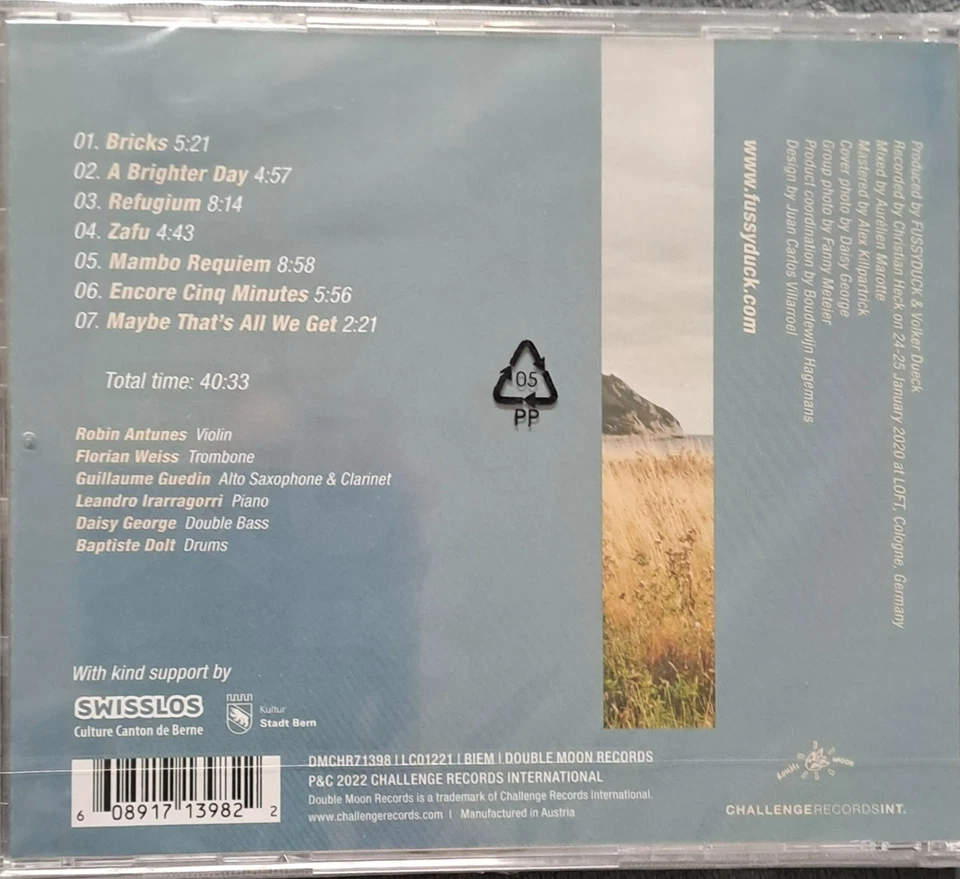 01. Bricks 5:21
02. A Brighter Day 4:57
03. Refugium 8:14
04. Zafu 4:43
05. Mambo Requiem 8:58
06. Encore Cinq Minutes 5:56
07. Maybe That's All We Get 2:21
Total time: 40:33
Robin Antunes Violin
Florian Weiss Trombone
Guillaume Guedin Alto Saxophone & Clarinet
Leandro Irarragorri Piano
Daisy George Double Bass
Baptiste Dolt Drums
With kind support by
SWISSLOS
Culture Canton de Berne
Kultur
Stadt Bern
6 08917 13982 2
DMCHR71398 | LC01221 | BIEM | DOUBLE MOON RECORDS
P&C 2022 CHALLENGE RECORDS INTERNATIONAL
Double Moon Records is a trademark of Challenge Records International.
www.challengerecords.com | Manufactured in Austria
05
PP
Produced by FUSSYDUCK & Volker Dueck
Recorded by Christian Heck on 24-25 January 2020 at LOFT, Cologne, Germany
Mixed by Aurélien Marotte
Mastered by Alex Killpartrick
Cover photo by Daisy George
Group photo by Fanny Meteier
Product coordination by Boudewijn Hagemans
Design by Juan Carlos Villarroel
www.fussyduck.com
double moon
CHALLENGERECORDSINT.